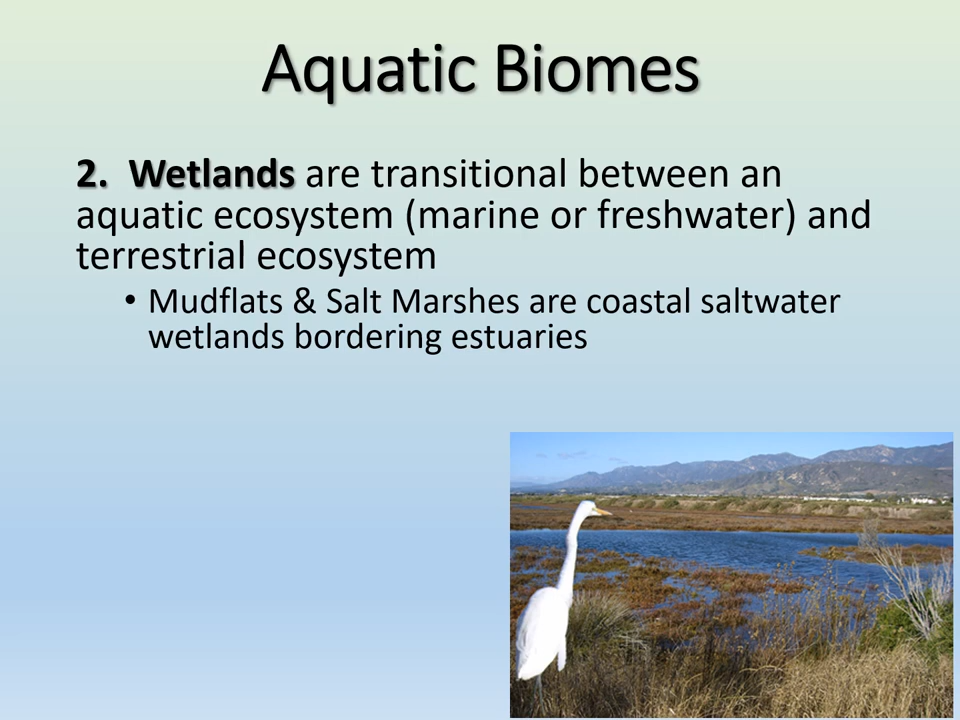 Aquatic Biomes
2. Wetlands are transitional between an
aquatic ecosystem (marine or freshwater) and
terrestrial ecosystem
• Mudflats & Salt Marshes are coastal saltwater
wetlands bordering estuaries